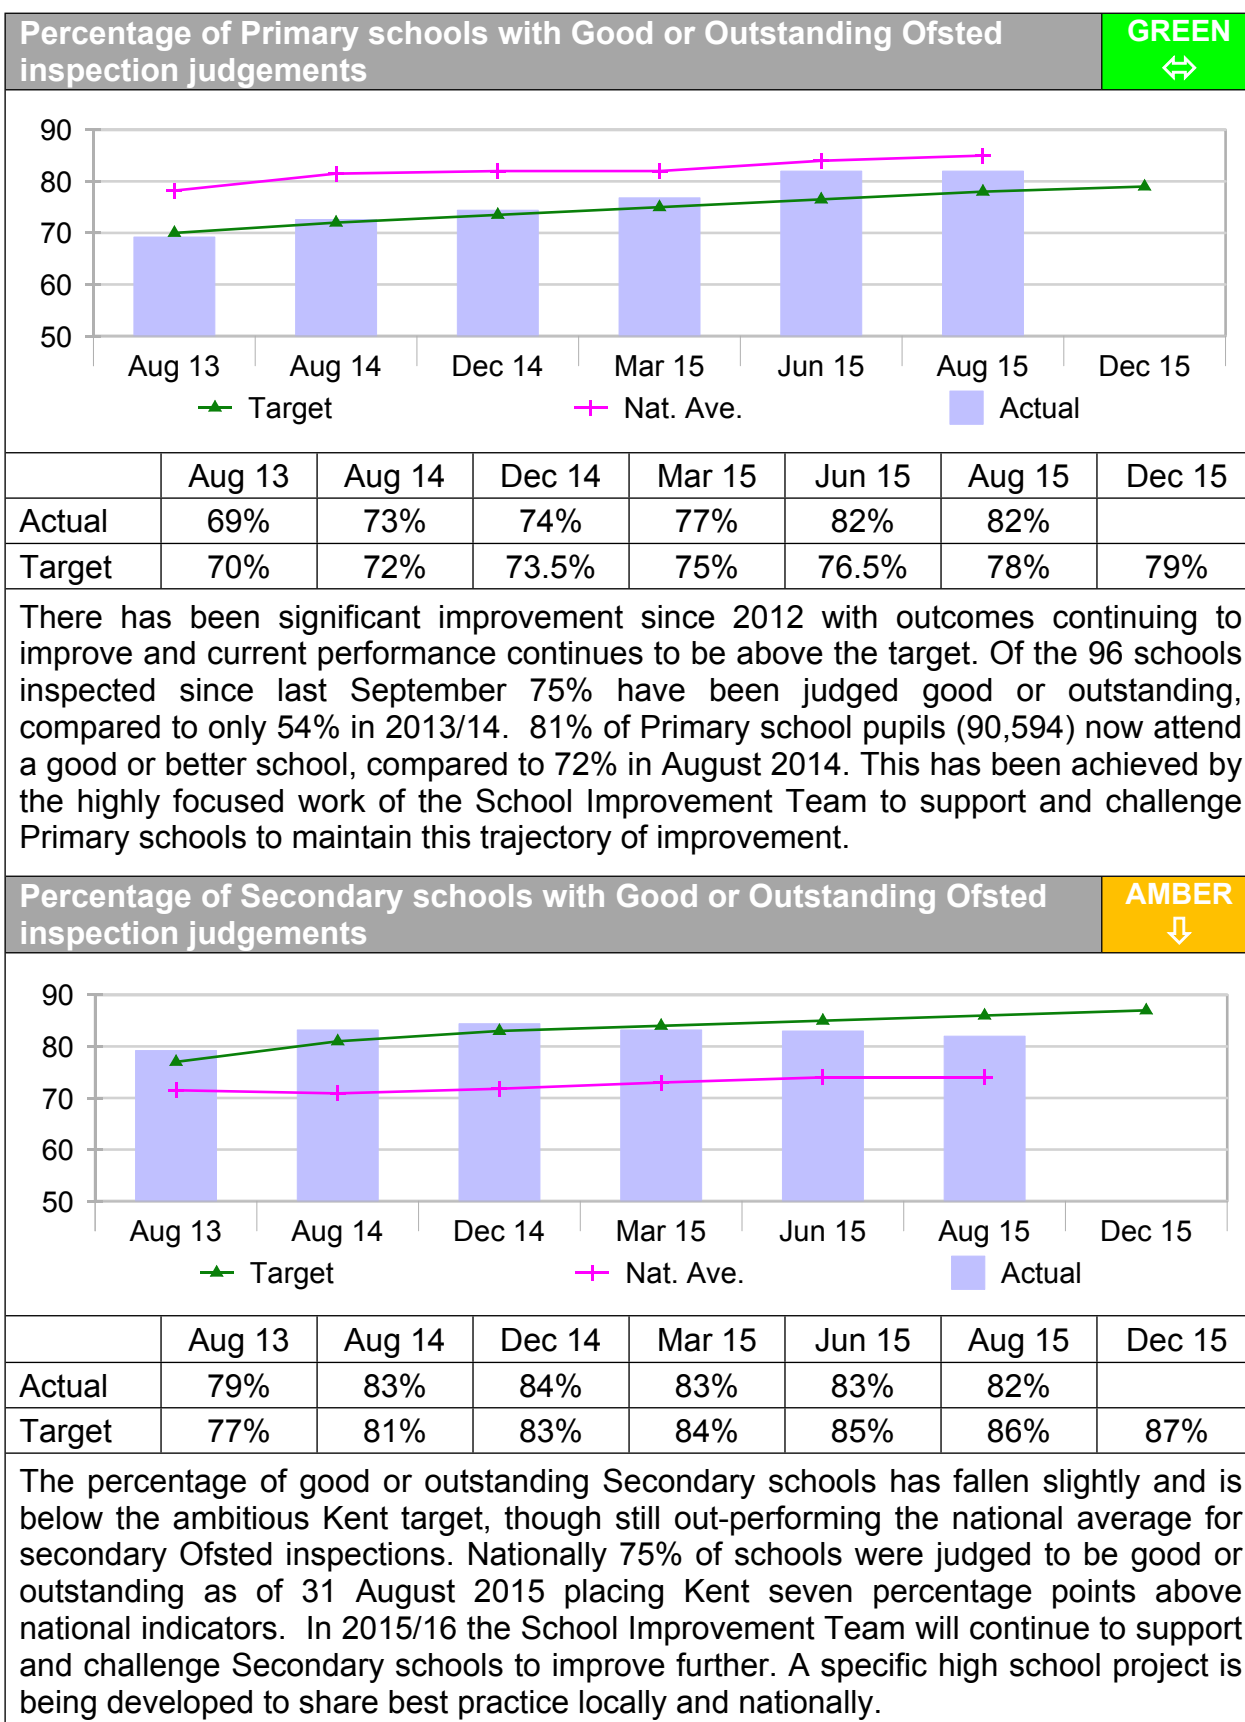 Percentage of Primary schools with Good or Outstanding Ofsted
inspection judgements
GREEN
⬄
90
80
70
60
50
Aug 13 Aug 14 Dec 14 Mar 15 Jun 15 Aug 15 Dec 15
Target Nat. Ave. Actual
Aug 13 Aug 14 Dec 14 Mar 15 Jun 15 Aug 15 Dec 15
Actual 69% 73% 74% 77% 82% 82%
Target 70% 72% 73.5% 75% 76.5% 78% 79%
There has been significant improvement since 2012 with outcomes continuing to
improve and current performance continues to be above the target. Of the 96 schools
inspected since last September 75% have been judged good or outstanding,
compared to only 54% in 2013/14. 81% of Primary school pupils (90,594) now attend
a good or better school, compared to 72% in August 2014. This has been achieved by
the highly focused work of the School Improvement Team to support and challenge
Primary schools to maintain this trajectory of improvement.
Percentage of Secondary schools with Good or Outstanding Ofsted
inspection judgements
AMBER
⇩
90
80
70
60
50
Aug 13 Aug 14 Dec 14 Mar 15 Jun 15 Aug 15 Dec 15
Target Nat. Ave. Actual
Aug 13 Aug 14 Dec 14 Mar 15 Jun 15 Aug 15 Dec 15
Actual 79% 83% 84% 83% 83% 82%
Target 77% 81% 83% 84% 85% 86% 87%
The percentage of good or outstanding Secondary schools has fallen slightly and is
below the ambitious Kent target, though still out-performing the national average for
secondary Ofsted inspections. Nationally 75% of schools were judged to be good or
outstanding as of 31 August 2015 placing Kent seven percentage points above
national indicators. In 2015/16 the School Improvement Team will continue to support
and challenge Secondary schools to improve further. A specific high school project is
being developed to share best practice locally and nationally.